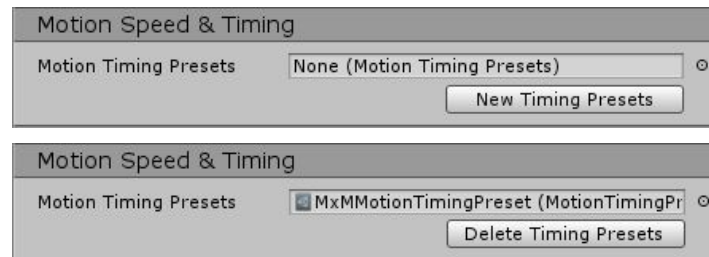 Motion Speed & Timing
Motion Timing Presets None (Motion Timing Presets)
New Timing Presets
Motion Speed & Timing
Motion Timing Presets MxMMotionTimingPreset (MotionTimingPr
Delete Timing Presets